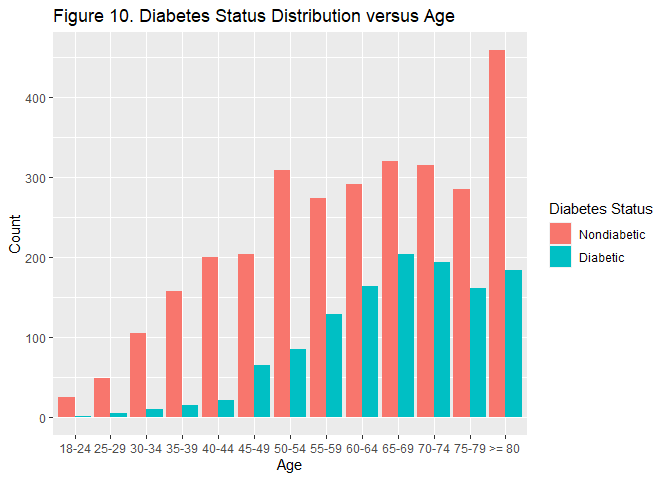 Figure 10. Diabetes Status Distribution versus Age
400
300
200
100
0
Count
18-24 25-29 30-34 35-39 40-44 45-49 50-54 55-59 60-64 65-69 70-74 75-79 >= 80
Age
Diabetes Status
Nondiabetic
Diabetic